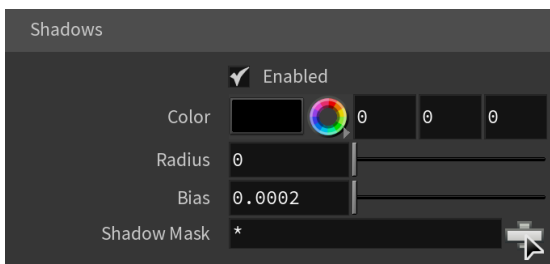 Shadows
Enabled
Color 0 0 0
Radius 0
Bias 0.0002
Shadow Mask *